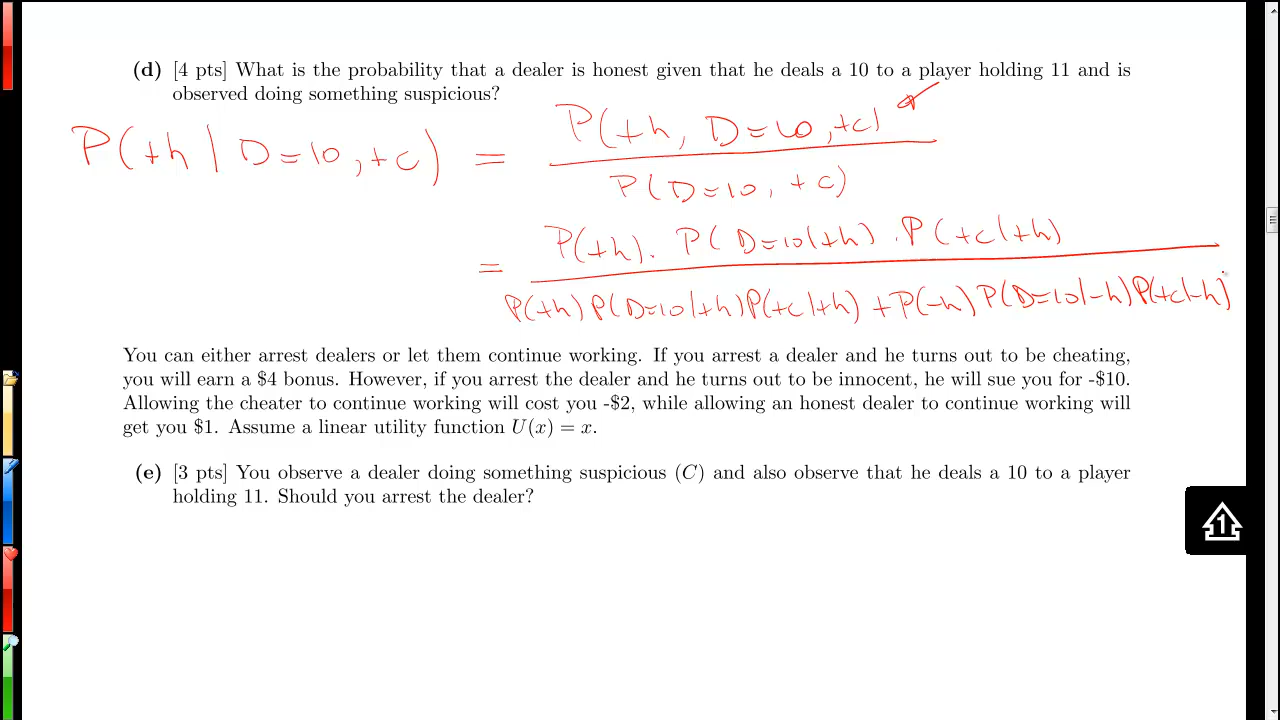 (d) [4 pts] What is the probability that a dealer is honest given that he deals a 10 to a player holding 11 and is
observed doing something suspicious?
P(+h | D=10, +c) = P(+h, D=10, +c)
P(D=10, +c)
= P(+h) · P(D=10|+h) · P(+c|+h)
P(+h) P(D=10|+h) P(+c|+h) + P(-h) P(D=10|-h) P(+c|-h)
You can either arrest dealers or let them continue working. If you arrest a dealer and he turns out to be cheating,
you will earn a $4 bonus. However, if you arrest the dealer and he turns out to be innocent, he will sue you for -$10.
Allowing the cheater to continue working will cost you -$2, while allowing an honest dealer to continue working will
get you $1. Assume a linear utility function U(x) = x.
(e) [3 pts] You observe a dealer doing something suspicious (C) and also observe that he deals a 10 to a player
holding 11. Should you arrest the dealer?
1